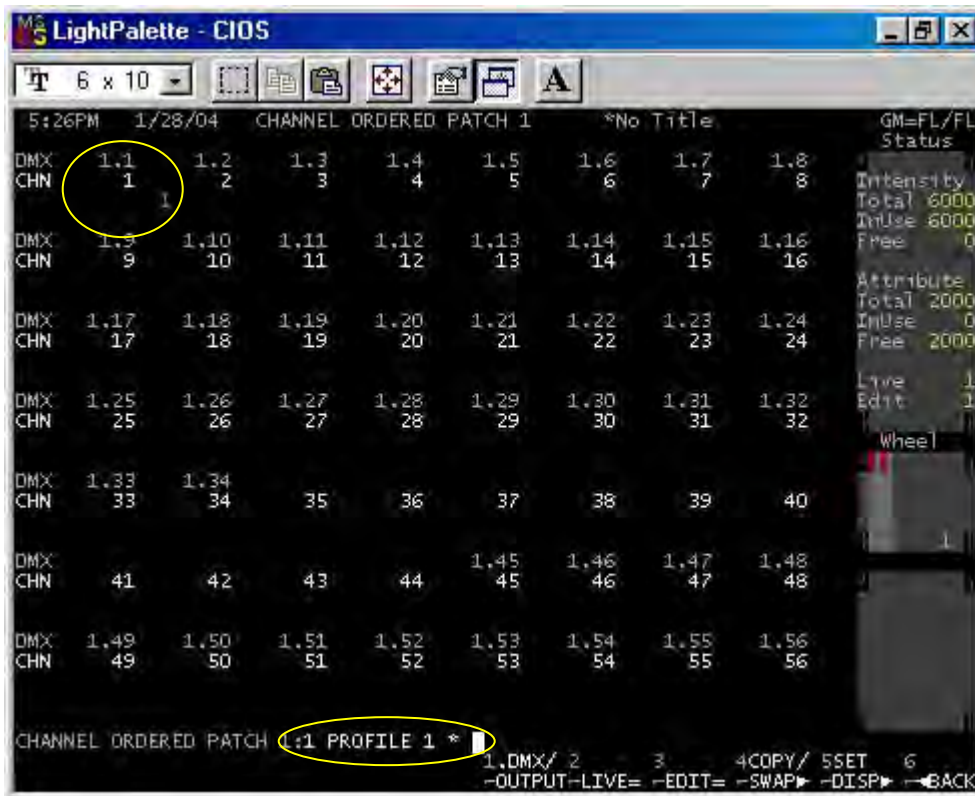 LightPalette - CIOS
6 x 10
5:26PM 1/28/04 CHANNEL ORDERED PATCH 1 *No Title GM=FL/FL
Status
DMX 1.1 1.2 1.3 1.4 1.5 1.6 1.7 1.8
CHN 1 2 3 4 5 6 7 8
1
Intensity
Total 6000
InUse 6000
Free 0
DMX 1.9 1.10 1.11 1.12 1.13 1.14 1.15 1.16
CHN 9 10 11 12 13 14 15 16
Attribute
Total 2000
InUse 0
Free 2000
DMX 1.17 1.18 1.19 1.20 1.21 1.22 1.23 1.24
CHN 17 18 19 20 21 22 23 24
Live 1
Edit 1
DMX 1.25 1.26 1.27 1.28 1.29 1.30 1.31 1.32
CHN 25 26 27 28 29 30 31 32
Wheel
1
DMX 1.33 1.34
CHN 33 34 35 36 37 38 39 40
DMX 1.45 1.46 1.47 1.48
CHN 41 42 43 44 45 46 47 48
DMX 1.49 1.50 1.51 1.52 1.53 1.54 1.55 1.56
CHN 49 50 51 52 53 54 55 56
CHANNEL ORDERED PATCH 1:1 PROFILE 1 *
1.DMX/ 2 3 4COPY/ 5SET 6
-OUTPUT-LIVE= -EDIT= -SWAP► -DISP► -◄BACK